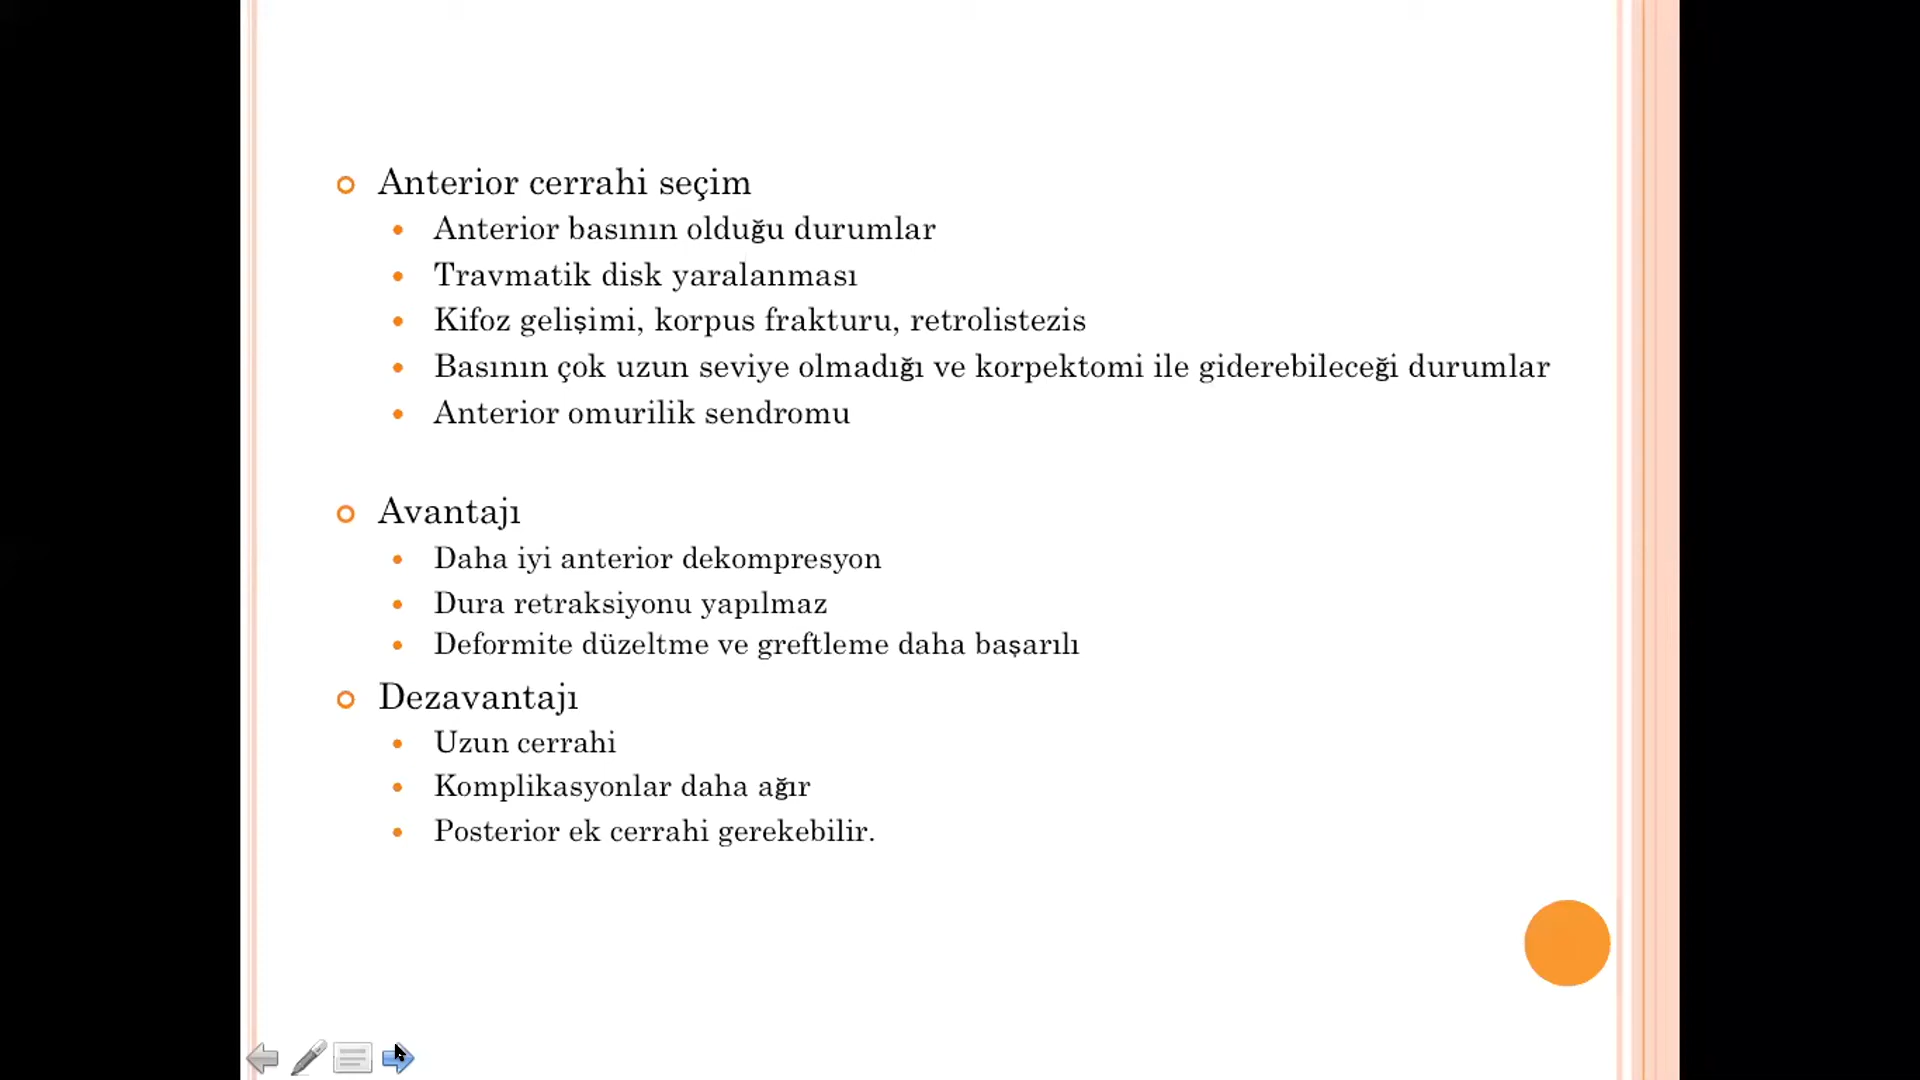 Anterior cerrahi seçim
Anterior basının olduğu durumlar
Travmatik disk yaralanması
Kifoz gelişimi, korpus frakturu, retrolistezis
Basının çok uzun seviye olmadığı ve korpektomi ile giderebileceği durumlar
Anterior omurilik sendromu
Avantajı
Daha iyi anterior dekompresyon
Dura retraksiyonu yapılmaz
Deformite düzeltme ve greftleme daha başarılı
Dezavantajı
Uzun cerrahi
Komplikasyonlar daha ağır
Posterior ek cerrahi gerekebilir.